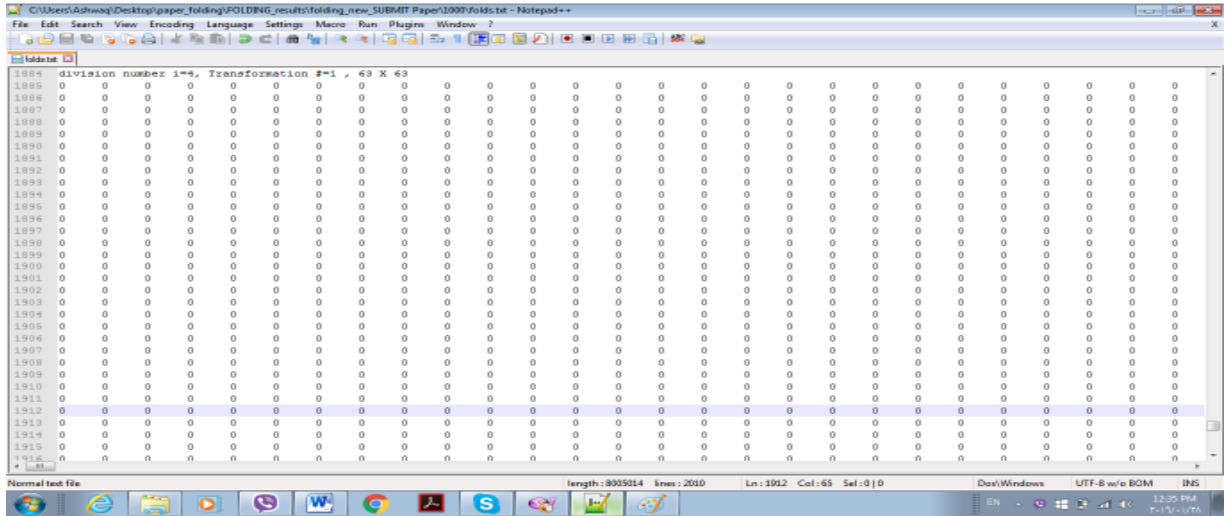 C:\Users\Ashwaq\Desktop\paper_folding\FOLDING_results\folding_new_SUBMIT Paper\1000\folds.txt - Notepad++
File Edit Search View Encoding Language Settings Macro Run Plugins Window ? X
folds.txt
1884 division number i=4, Transformation #=1 , 63 X 63
1885 0 0 0 0 0 0 0 0 0 0 0 0 0 0 0 0 0 0 0 0 0 0 0 0 0 0 0
1886 0 0 0 0 0 0 0 0 0 0 0 0 0 0 0 0 0 0 0 0 0 0 0 0 0 0 0
1887 0 0 0 0 0 0 0 0 0 0 0 0 0 0 0 0 0 0 0 0 0 0 0 0 0 0 0
1888 0 0 0 0 0 0 0 0 0 0 0 0 0 0 0 0 0 0 0 0 0 0 0 0 0 0 0
1889 0 0 0 0 0 0 0 0 0 0 0 0 0 0 0 0 0 0 0 0 0 0 0 0 0 0 0
1890 0 0 0 0 0 0 0 0 0 0 0 0 0 0 0 0 0 0 0 0 0 0 0 0 0 0 0
1891 0 0 0 0 0 0 0 0 0 0 0 0 0 0 0 0 0 0 0 0 0 0 0 0 0 0 0
1892 0 0 0 0 0 0 0 0 0 0 0 0 0 0 0 0 0 0 0 0 0 0 0 0 0 0 0
1893 0 0 0 0 0 0 0 0 0 0 0 0 0 0 0 0 0 0 0 0 0 0 0 0 0 0 0
1894 0 0 0 0 0 0 0 0 0 0 0 0 0 0 0 0 0 0 0 0 0 0 0 0 0 0 0
1895 0 0 0 0 0 0 0 0 0 0 0 0 0 0 0 0 0 0 0 0 0 0 0 0 0 0 0
1896 0 0 0 0 0 0 0 0 0 0 0 0 0 0 0 0 0 0 0 0 0 0 0 0 0 0 0
1897 0 0 0 0 0 0 0 0 0 0 0 0 0 0 0 0 0 0 0 0 0 0 0 0 0 0 0
1898 0 0 0 0 0 0 0 0 0 0 0 0 0 0 0 0 0 0 0 0 0 0 0 0 0 0 0
1899 0 0 0 0 0 0 0 0 0 0 0 0 0 0 0 0 0 0 0 0 0 0 0 0 0 0 0
1900 0 0 0 0 0 0 0 0 0 0 0 0 0 0 0 0 0 0 0 0 0 0 0 0 0 0 0
1901 0 0 0 0 0 0 0 0 0 0 0 0 0 0 0 0 0 0 0 0 0 0 0 0 0 0 0
1902 0 0 0 0 0 0 0 0 0 0 0 0 0 0 0 0 0 0 0 0 0 0 0 0 0 0 0
1903 0 0 0 0 0 0 0 0 0 0 0 0 0 0 0 0 0 0 0 0 0 0 0 0 0 0 0
1904 0 0 0 0 0 0 0 0 0 0 0 0 0 0 0 0 0 0 0 0 0 0 0 0 0 0 0
1905 0 0 0 0 0 0 0 0 0 0 0 0 0 0 0 0 0 0 0 0 0 0 0 0 0 0 0
1906 0 0 0 0 0 0 0 0 0 0 0 0 0 0 0 0 0 0 0 0 0 0 0 0 0 0 0
1907 0 0 0 0 0 0 0 0 0 0 0 0 0 0 0 0 0 0 0 0 0 0 0 0 0 0 0
1908 0 0 0 0 0 0 0 0 0 0 0 0 0 0 0 0 0 0 0 0 0 0 0 0 0 0 0
1909 0 0 0 0 0 0 0 0 0 0 0 0 0 0 0 0 0 0 0 0 0 0 0 0 0 0 0
1910 0 0 0 0 0 0 0 0 0 0 0 0 0 0 0 0 0 0 0 0 0 0 0 0 0 0 0
1911 0 0 0 0 0 0 0 0 0 0 0 0 0 0 0 0 0 0 0 0 0 0 0 0 0 0 0
1912 0 0 0 0 0 0 0 0 0 0 0 0 0 0 0 0 0 0 0 0 0 0 0 0 0 0 0
1913 0 0 0 0 0 0 0 0 0 0 0 0 0 0 0 0 0 0 0 0 0 0 0 0 0 0 0
1914 0 0 0 0 0 0 0 0 0 0 0 0 0 0 0 0 0 0 0 0 0 0 0 0 0 0 0
1915 0 0 0 0 0 0 0 0 0 0 0 0 0 0 0 0 0 0 0 0 0 0 0 0 0 0 0
1916 0 0 0 0 0 0 0 0 0 0 0 0 0 0 0 0 0 0 0 0 0 0 0 0 0 0 0
Normal text file length : 8005014 lines : 2010 Ln : 1912 Col : 65 Sel : 0 | 0 Dos\Windows UTF-8 w/o BOM INS
EN 12:35 PM
٢٠١٦/٠١/٢٨